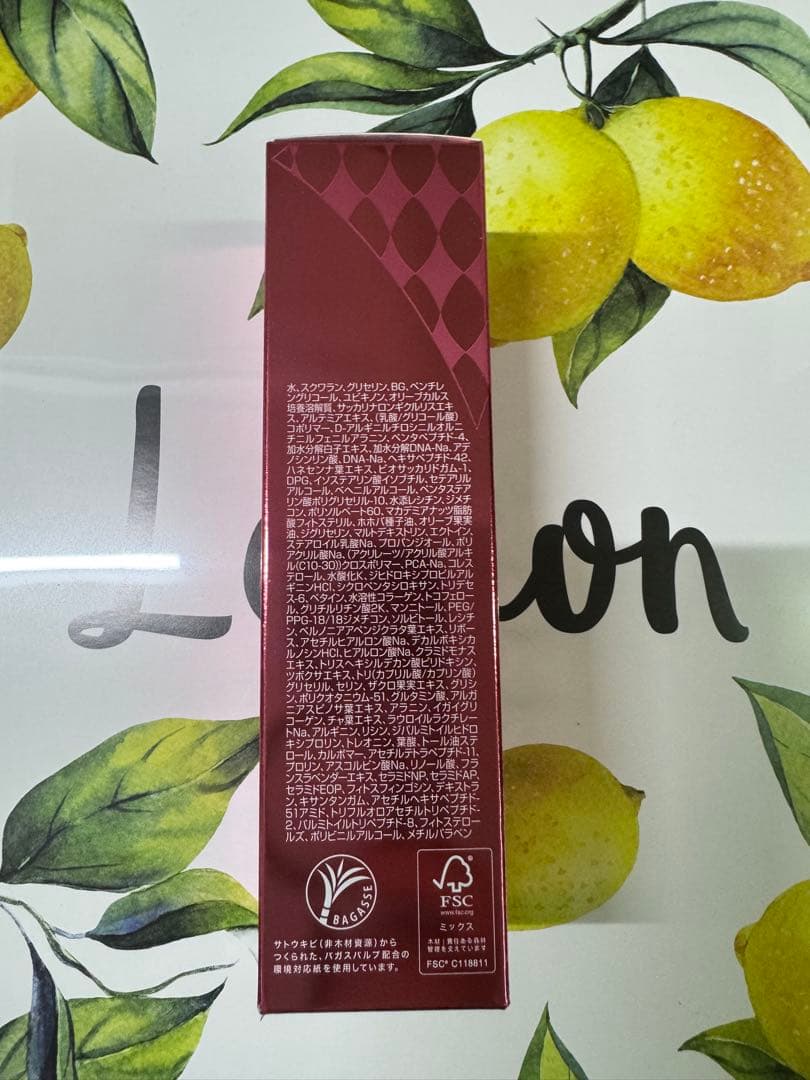 水、スクワラン、グリセリン、BG、ペンチレ
ングリコール、ユビキノン、オリーブカルス
培養溶解質、サッカリナロンギクルリスエキ
ス、アルテミアエキス、(乳酸/グリコール酸)
コポリマー、D-アルギニルチロシニルオルニ
チニルフェニルアラニン、ペンタペプチド-4、
加水分解白子エキス、加水分解DNA-Na、アデ
ノシンリン酸、DNA-Na、ヘキサペプチド-42、
ハネセンナ葉エキス、ビオサッカリドガム-1、
DPG、イソステアリン酸イソプチル、セテアリル
アルコール、ベヘニルアルコール、ペンタステア
リン酸ポリグリセリル-10、水添レシチン、ジメチ
コン、ポリソルベート60、マカデミアナッツ脂肪
酸フィトステリル、ホホバ種子油、オリーブ果実
油、ジグリセリン、マルトデキストリン、エクトイン、
ステアロイル乳酸Na、プロパンジオール、ポリ
アクリル酸Na、(アクリレーツ/アクリル酸アルキ
ル(C10-30))クロスポリマー、PCA-Na、コレス
テロール、水酸化K、ジヒドロキシプロピルアル
ギニンHCl、シクロペンタシロキサン、トリデセ
ス-6、ベタイン、水溶性コラーゲン、トコフェロー
ル、グリチルリチン酸2K、マンニトール、PEG/
PPG-18/18ジメチコン、ソルビトール、レシチ
ン、ベルノニアアペンジクラタ葉エキス、リボー
ス、アセチルヒアルロン酸Na、デカルボキシカ
ルノシンHCl、ヒアルロン酸Na、クラミドモナス
エキス、トリスヘキシルデカン酸ピリドキシン、
ツボクサエキス、トリ(カプリル酸/カプリン酸)
グリセリル、セリン、ザクロ果実エキス、グリシ
ン、ポリクオタニウム-51、グルタミン酸、アルガ
ニアスピノサ葉エキス、アラニン、イガイグリ
コーゲン、チャ葉エキス、ラウロイルラクチレー
トNa、アルギニン、リシン、ジパルミトイルヒドロ
キシプロリン、トレオニン、葉酸、トール油ステ
ロール、カルボマー、アセチルテトラペプチド-11、
プロリン、アスコルビン酸Na、リノール酸、フラ
ンスラベンダーエキス、セラミドNP、セラミドAP、
セラミドEOP、フィトスフィンゴシン、デキストラ
ン、キサンタンガム、アセチルヘキサペプチド-
51アミド、トリフルオロアセチルトリペプチド-
2、パルミトイルトリペプチド-8、フィトステロー
ルズ、ポリビニルアルコール、メチルパラベン
BAGASSE
サトウキビ(非木材資源)から
つくられた、バガスパルプ配合の
環境対応紙を使用しています。
FSC
www.fsc.org
ミックス
木材|責任ある森林
管理を支えています
FSC® C118811
L
on